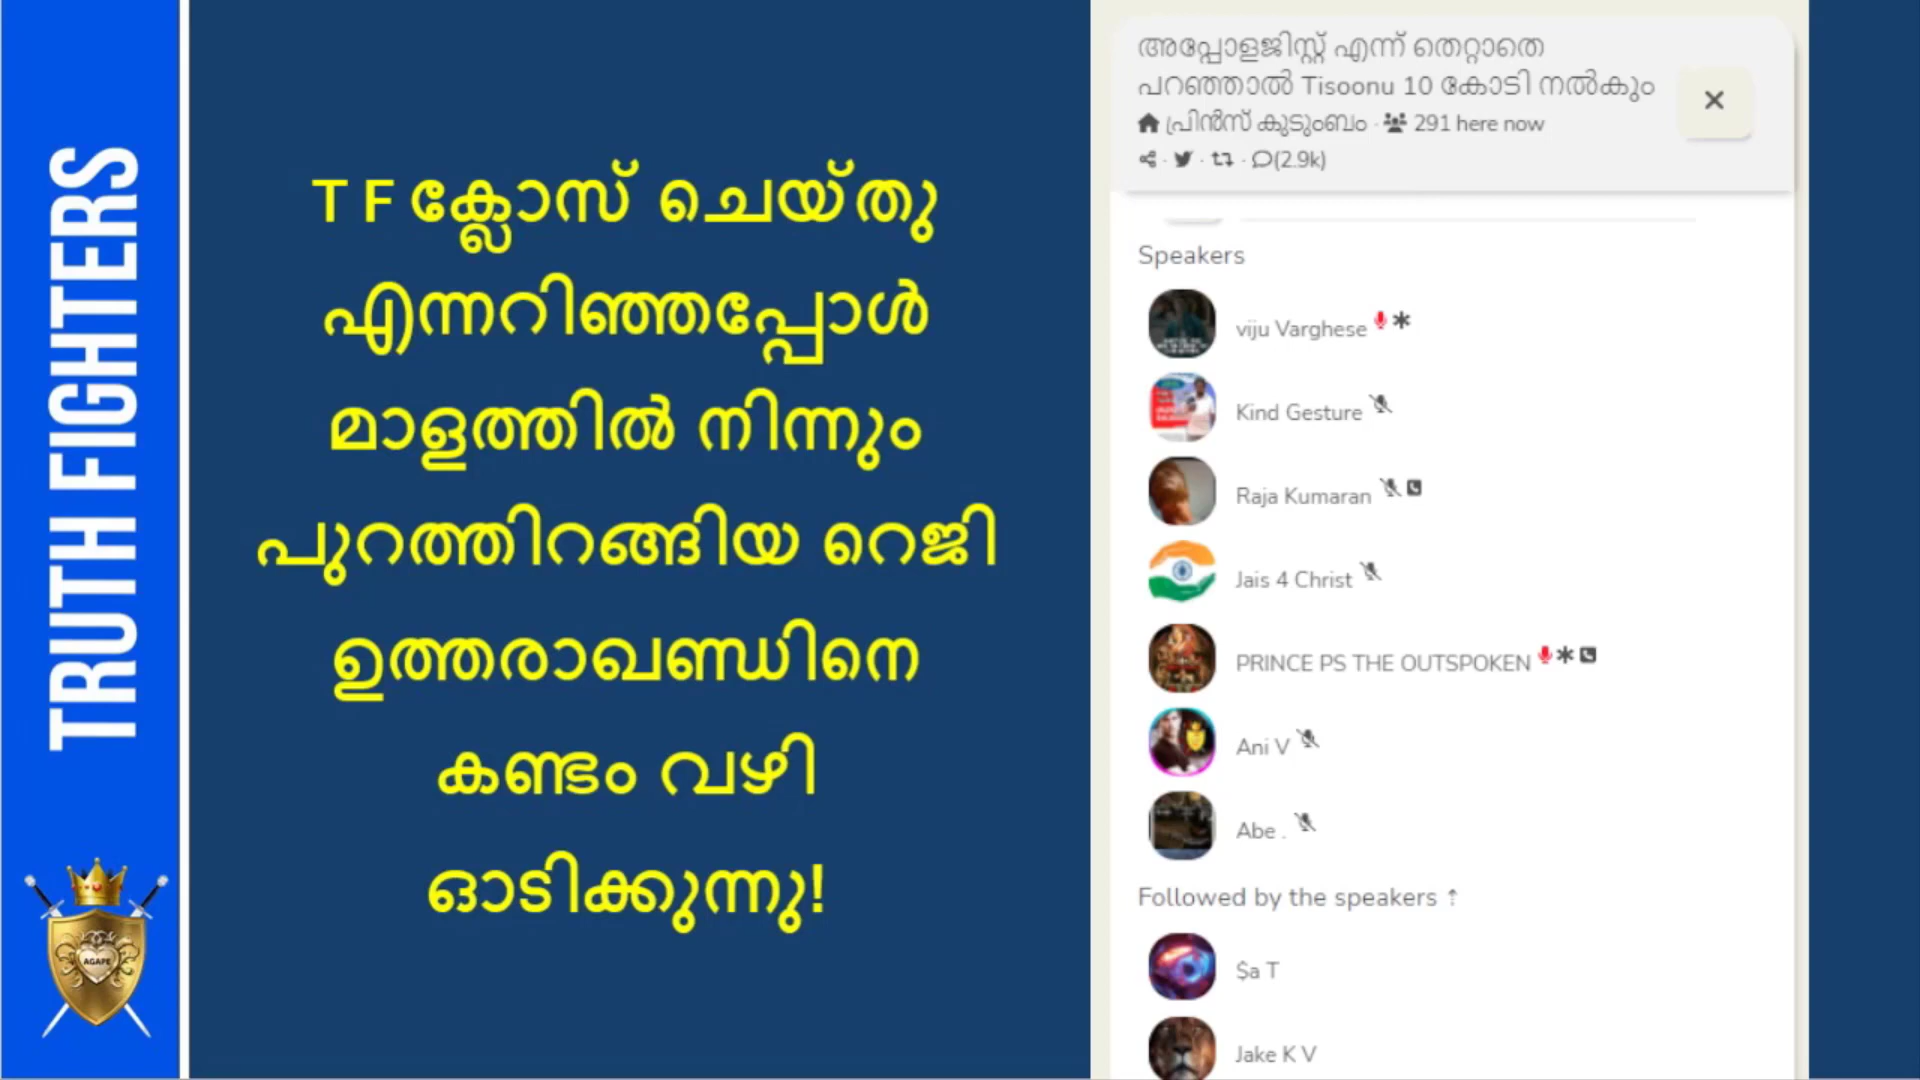 TRUTH FIGHTERS
AGAPE
T F ക്ലോസ് ചെയ്തു
എന്നറിഞ്ഞപ്പോൾ
മാളത്തിൽ നിന്നും
പുറത്തിറങ്ങിയ റെജി
ഉത്തരാഖണ്ഡിനെ
കണ്ടം വഴി
ഓടിക്കുന്നു!
അപ്പോളജിസ്റ്റ് എന്ന് തെറ്റാതെ
പറഞ്ഞാൽ Tisoonu 10 കോടി നൽകും
പ്രിൻസ് കുടുംബം · 291 here now
(2.9k)
Speakers
viju Varghese
Kind Gesture
Raja Kumaran
Jais 4 Christ
PRINCE PS THE OUTSPOKEN
Ani V
Abe .
Followed by the speakers ↑
$a T
Jake K V